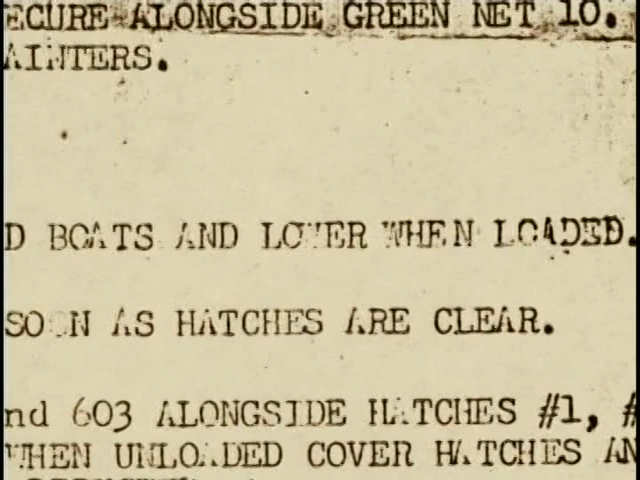 ECURE ALONGSIDE GREEN NET 10.
AINTERS.
D BOATS AND LOWER WHEN LOADED.
SOON AS HATCHES ARE CLEAR.
nd 603 ALONGSIDE HATCHES #1, #
WHEN UNLOADED COVER HATCHES AN